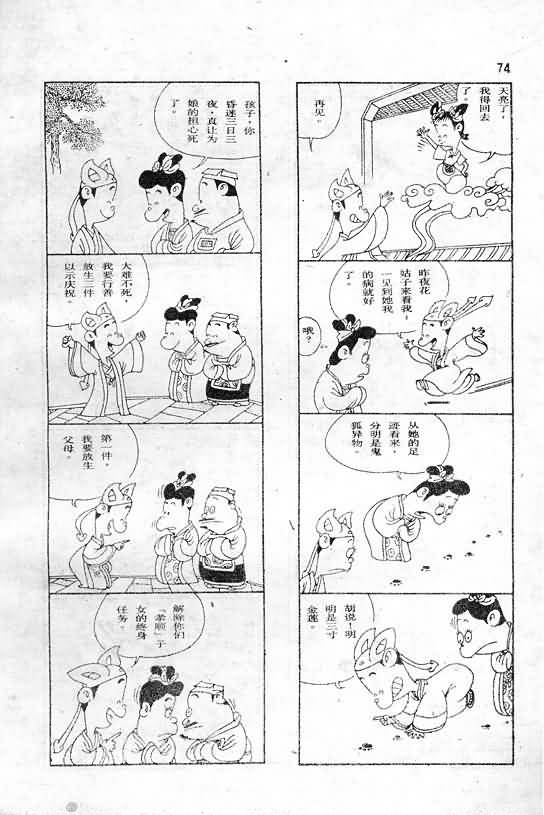 74
天亮了，
我得回去
了。
再见。
昨夜花
姑子来看我，
一见到她我
的病就好
了。
哦？
从她的足
迹看来，
分明是鬼
狐异物。
胡说！明
明是三寸
金莲。
孩子，你
昏迷三日三
夜，真让为
娘的担心死
了。
大难不死，
我要行善
放生二件
以示庆祝。
第一件，
我要放生
父母。
解除你们
「孝顺」子
女的终身
任务。